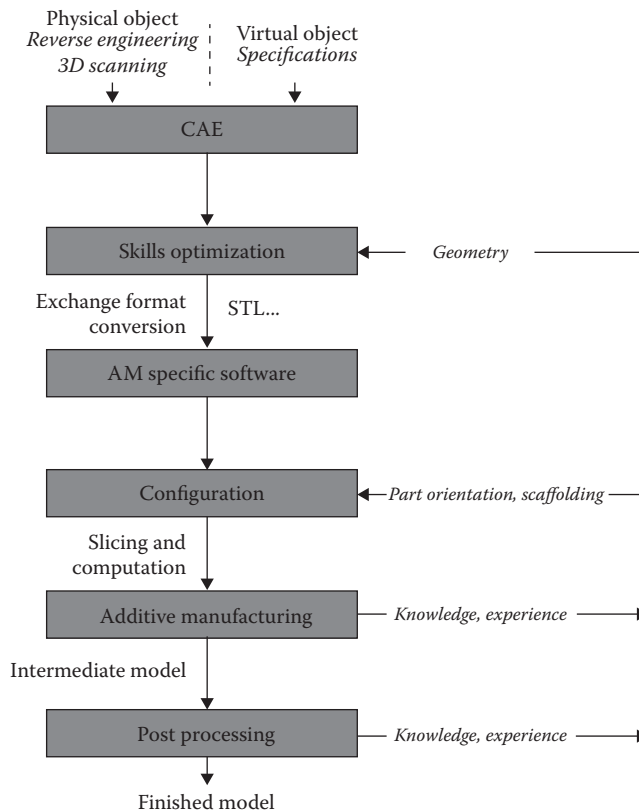 Physical object
Reverse engineering
3D scanning
Virtual object
Specifications
CAE
Skills optimization
Geometry
Exchange format
conversion
STL...
AM specific software
Configuration
Part orientation, scaffolding
Slicing and
computation
Additive manufacturing
Knowledge, experience
Intermediate model
Post processing
Knowledge, experience
Finished model